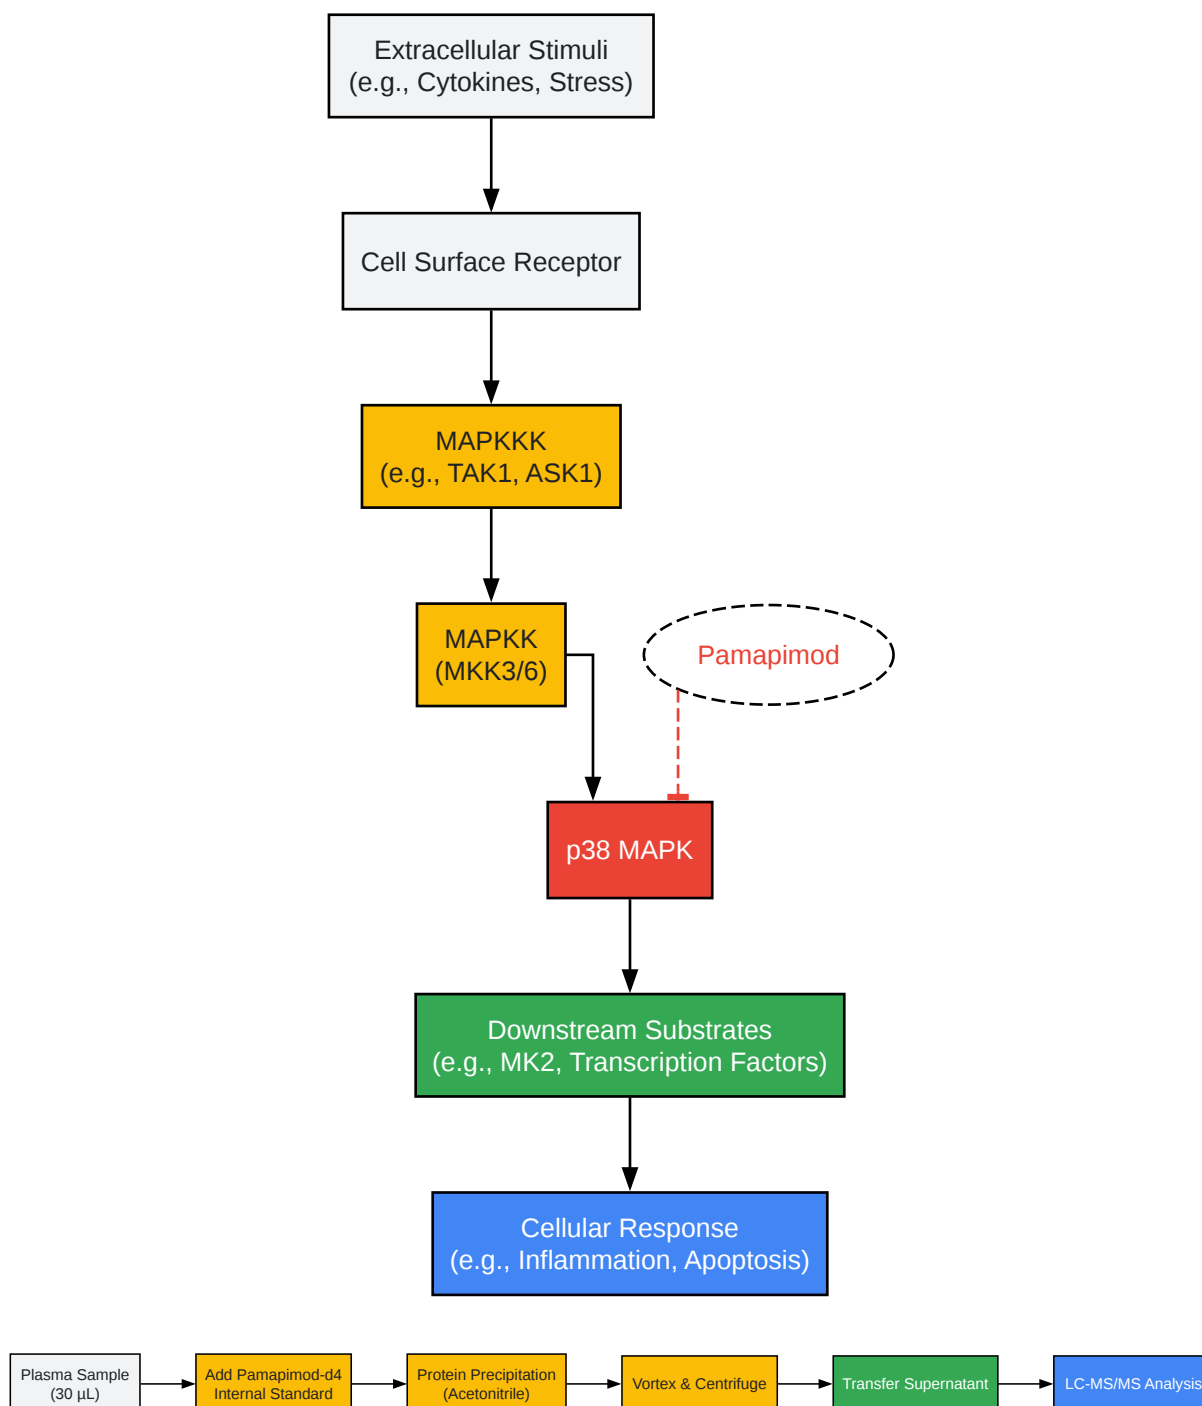 Extracellular Stimuli
(e.g., Cytokines, Stress)
Cell Surface Receptor
MAPKKK
(e.g., TAK1, ASK1)
MAPKK
(MKK3/6)
Pamapimod
p38 MAPK
Downstream Substrates
(e.g., MK2, Transcription Factors)
Cellular Response
(e.g., Inflammation, Apoptosis)
Plasma Sample
(30 µL)
Add Pamapimod-d4
Internal Standard
Protein Precipitation
(Acetonitrile)
Vortex & Centrifuge
Transfer Supernatant
LC-MS/MS Analysis